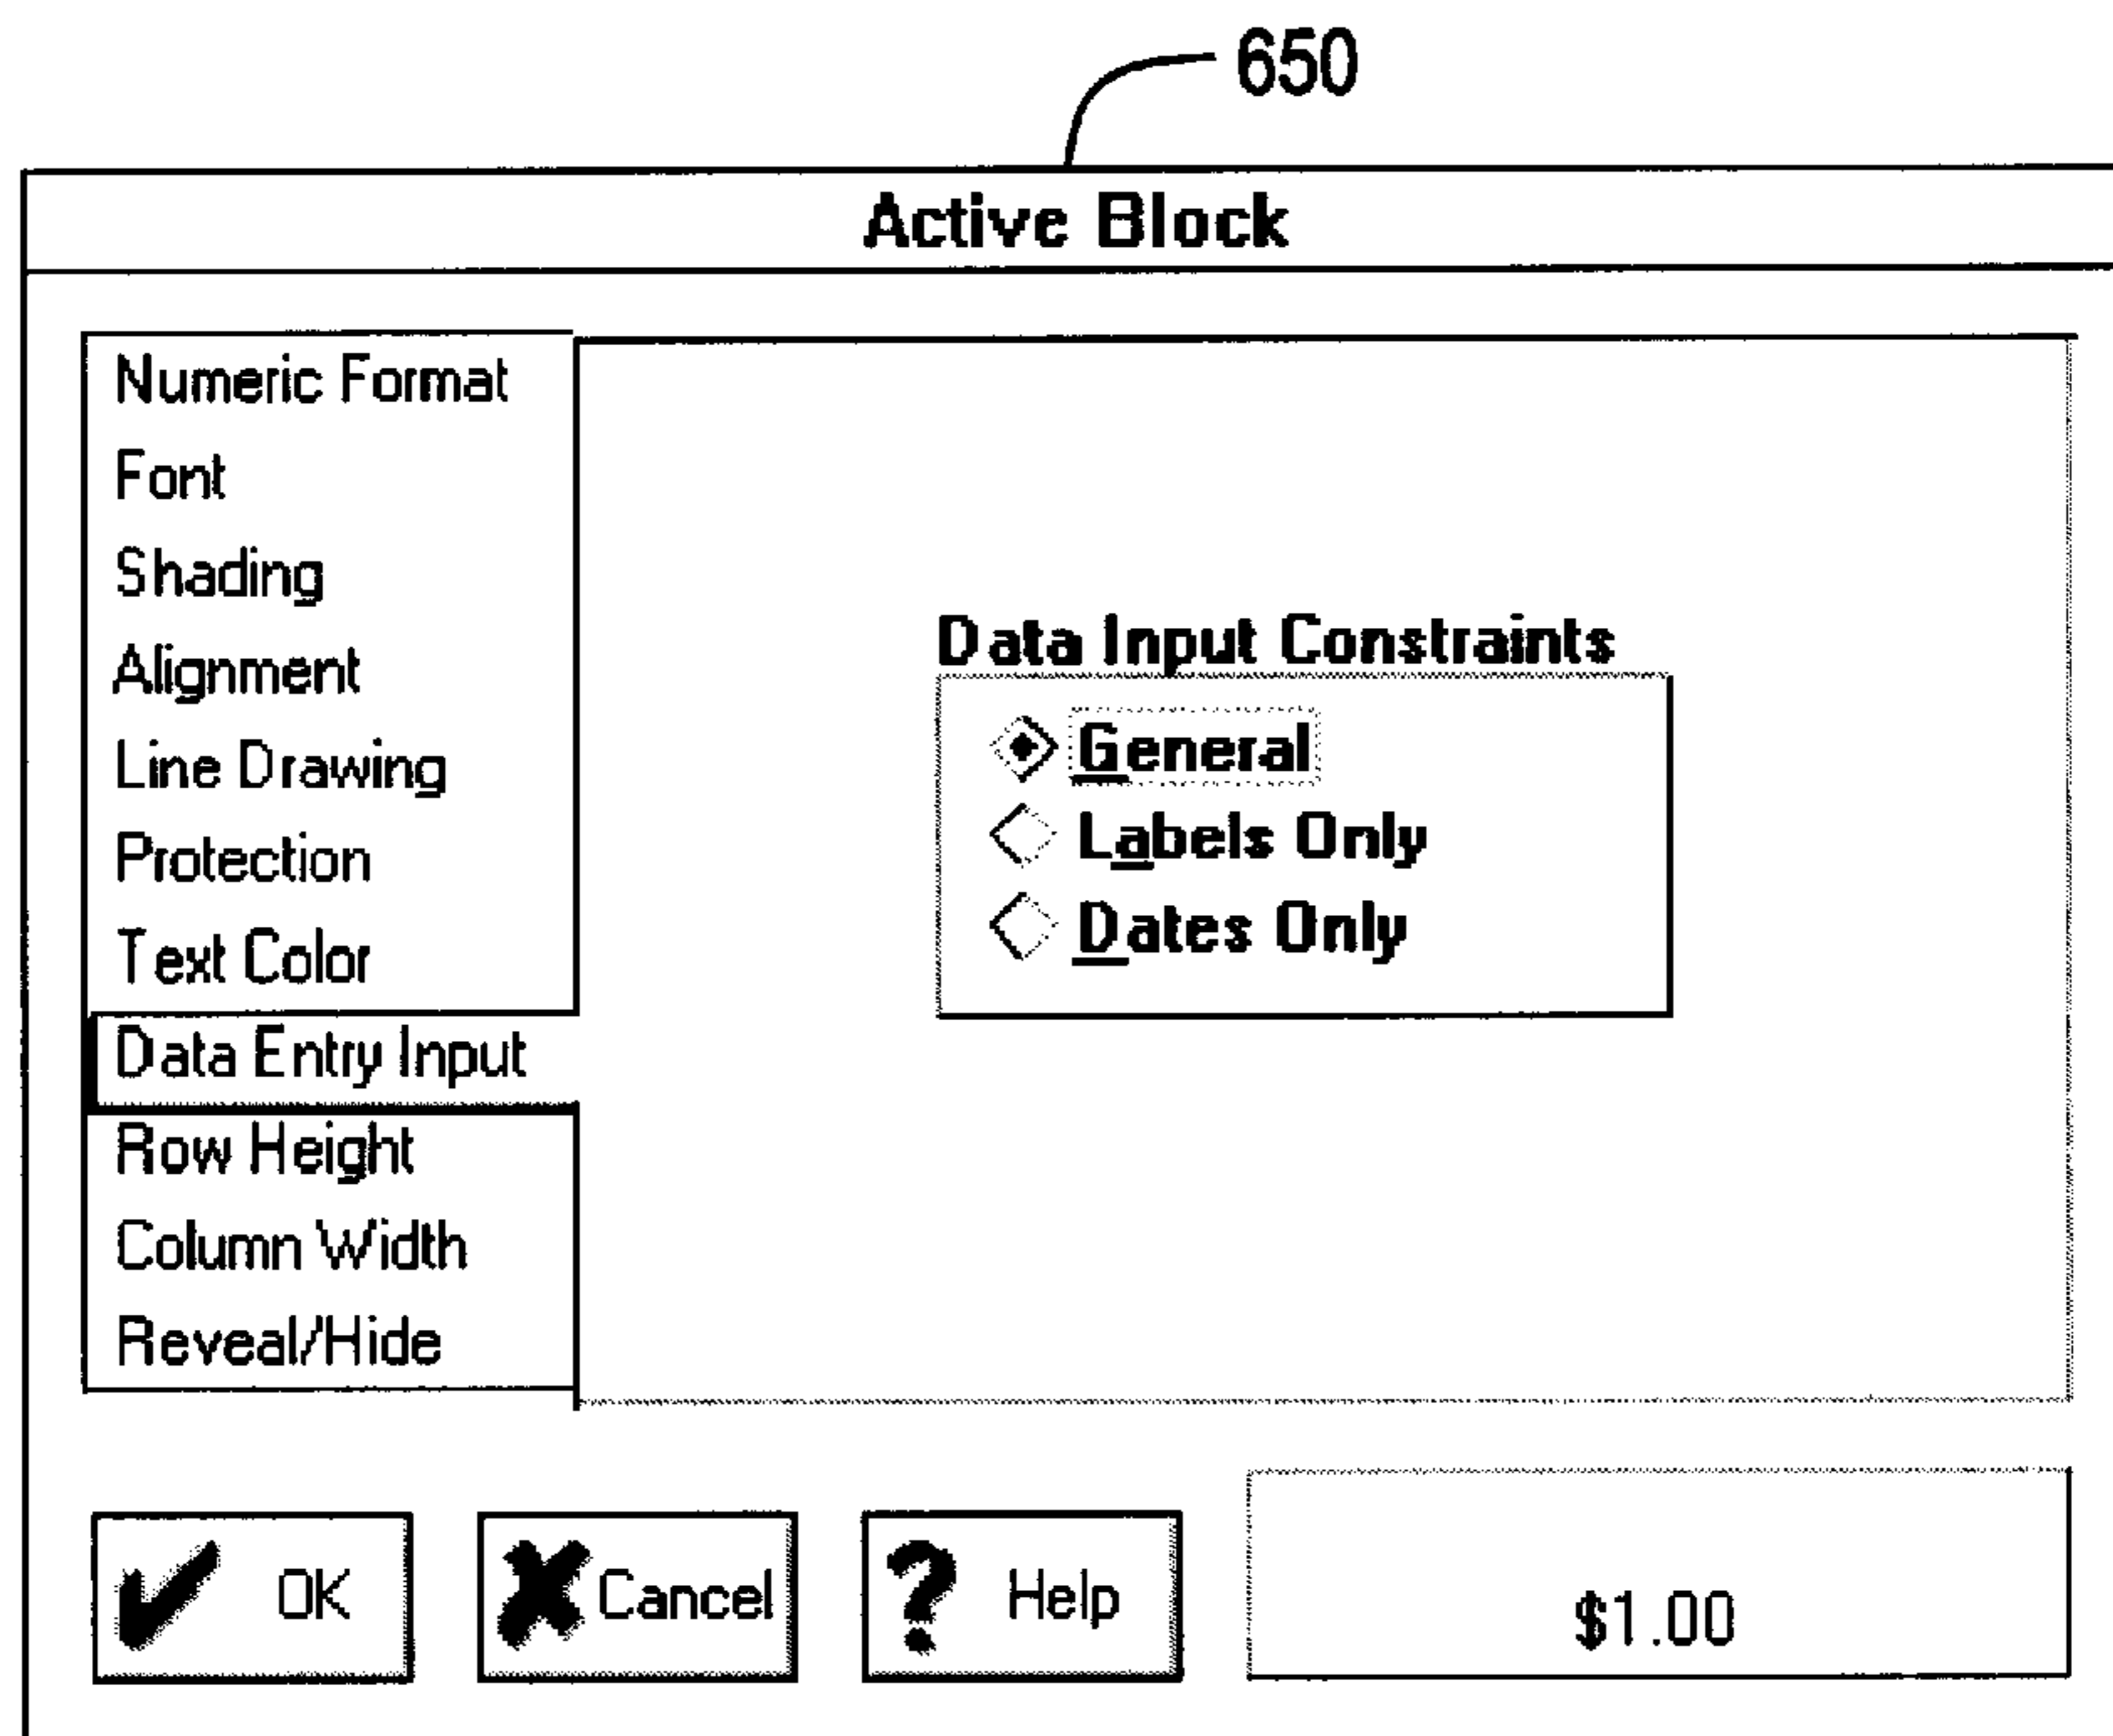 650
Active Block
Numeric Format
Font
Shading
Alignment
Line Drawing
Protection
Text Color
Data Entry Input
Row Height
Column Width
Reveal/Hide
Data Input Constraints
General
Labels Only
Dates Only
OK
Cancel
? Help
$1.00